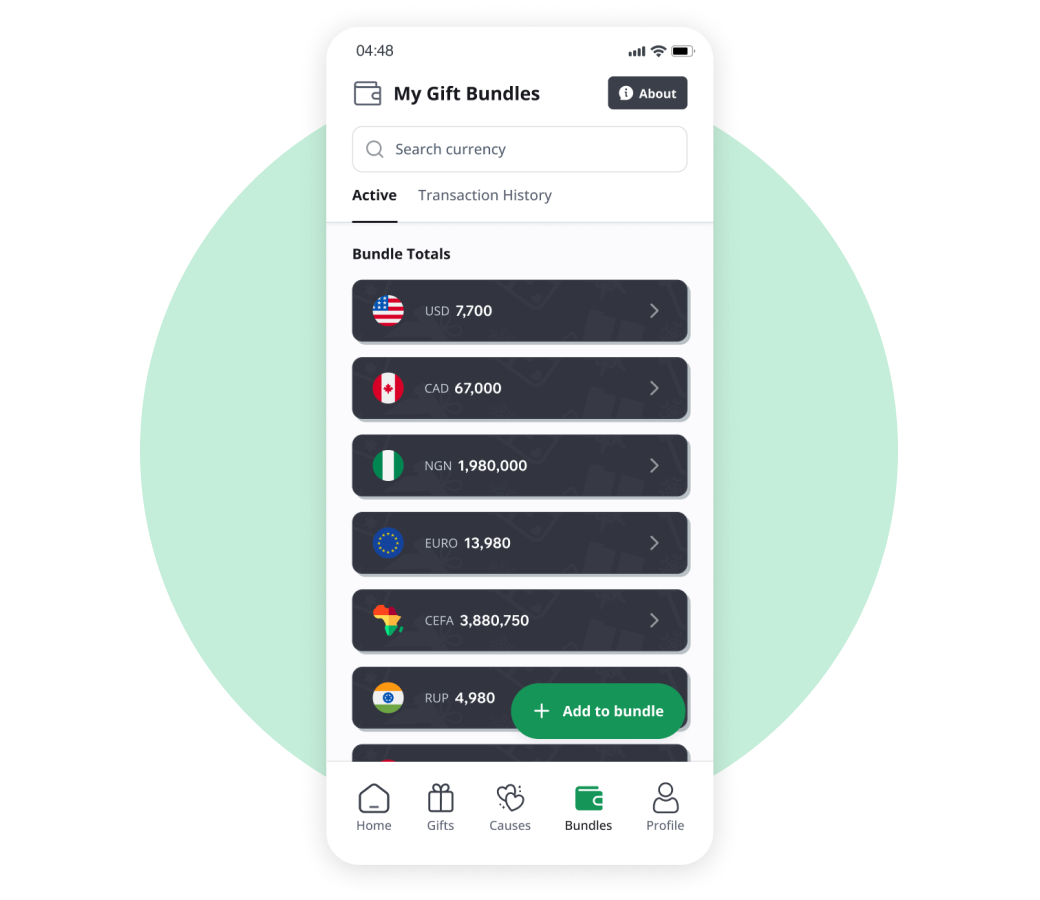 04:48
My Gift Bundles
About
Search currency
Active Transaction History
Bundle Totals
USD 7,700
CAD 67,000
NGN 1,980,000
EURO 13,980
CEFA 3,880,750
RUP 4,980
Add to bundle
Home Gifts Causes Bundles Profile